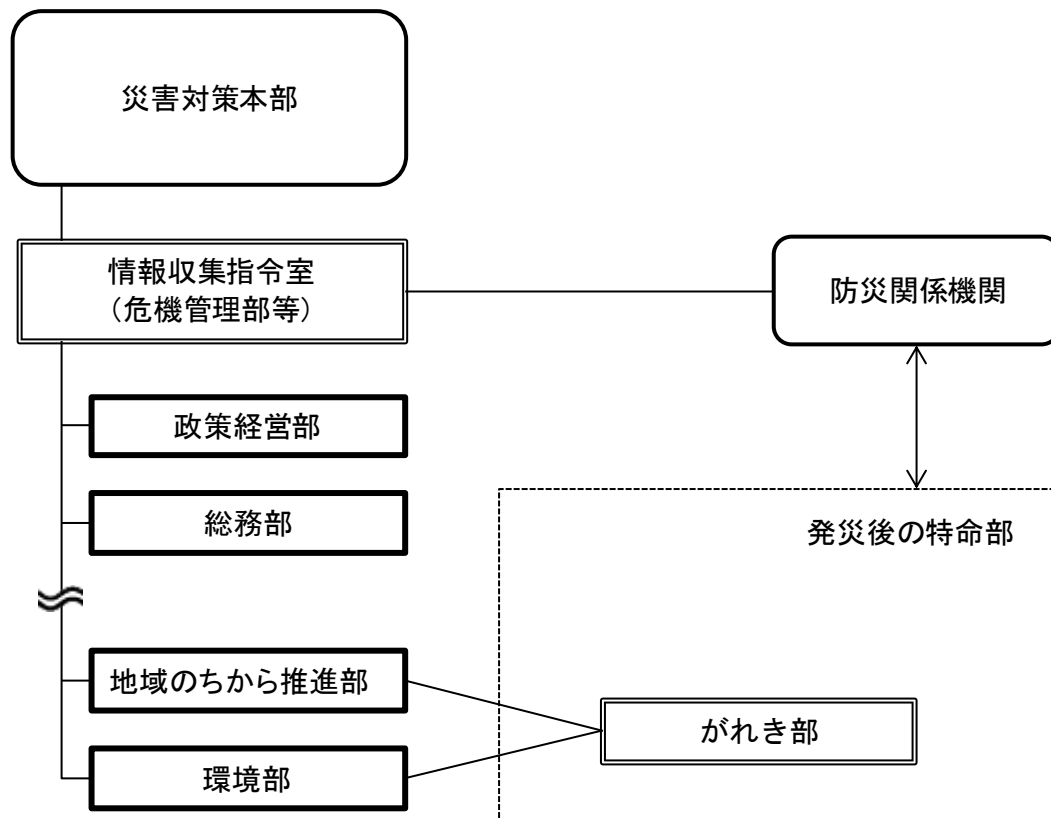 災害対策本部
情報収集指令室
（危機管理部等）
防災関係機関
政策経営部
総務部
発災後の特命部
地域のちから推進部
がれき部
環境部